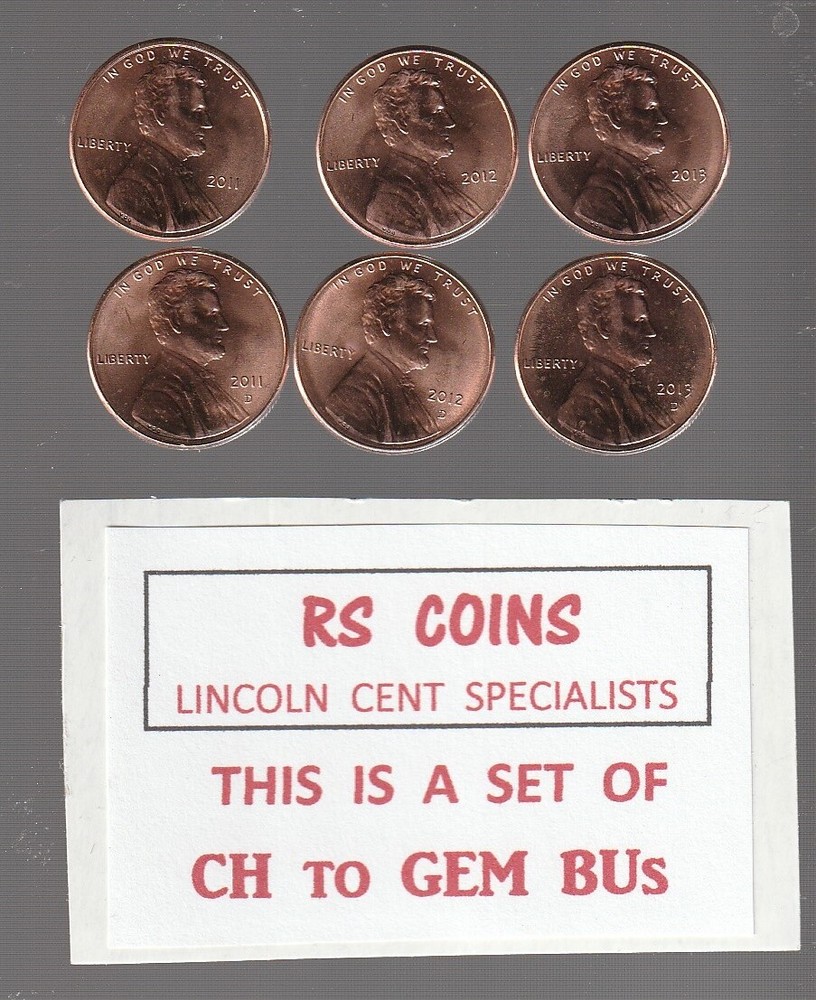 IN GOD WE TRUST
LIBERTY
2011
IN GOD WE TRUST
LIBERTY
2012
IN GOD WE TRUST
LIBERTY
2013
IN GOD WE TRUST
LIBERTY
2011
D
IN GOD WE TRUST
LIBERTY
2012
D
IN GOD WE TRUST
LIBERTY
2013
D
RS COINS
LINCOLN CENT SPECIALISTS
THIS IS A SET OF
CH TO GEM BUs